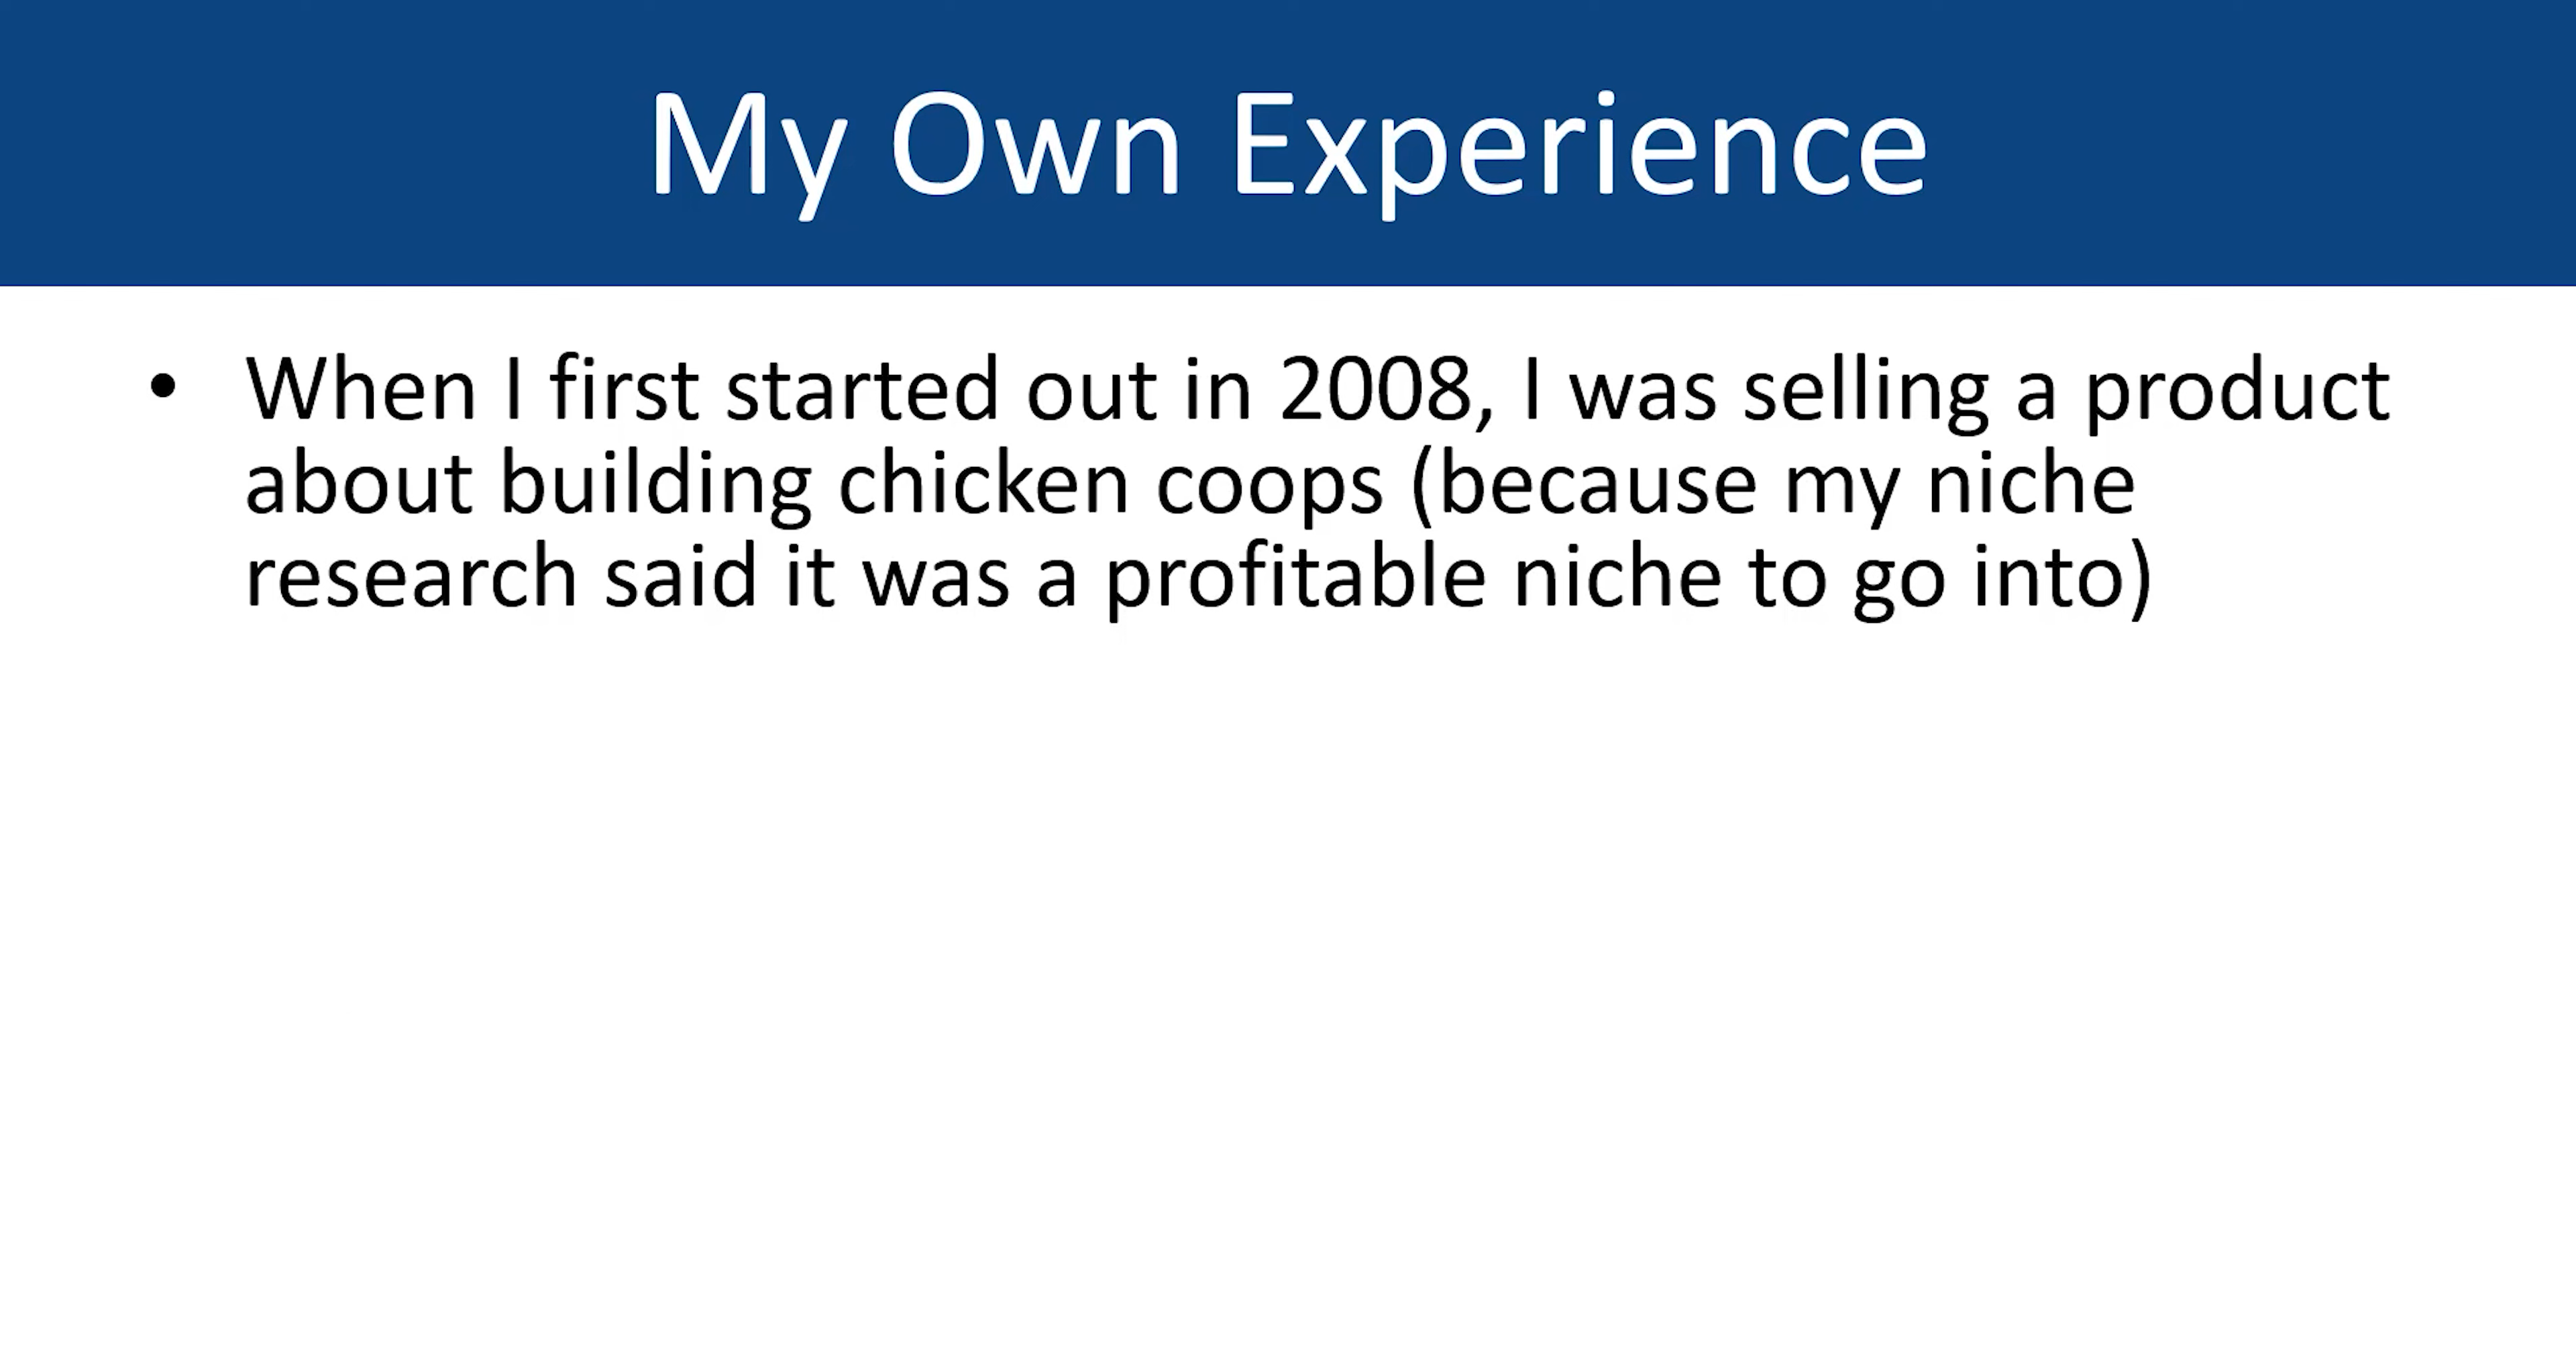 My Own Experience
• When I first started out in 2008, I was selling a product
about building chicken coops (because my niche
research said it was a profitable niche to go into)